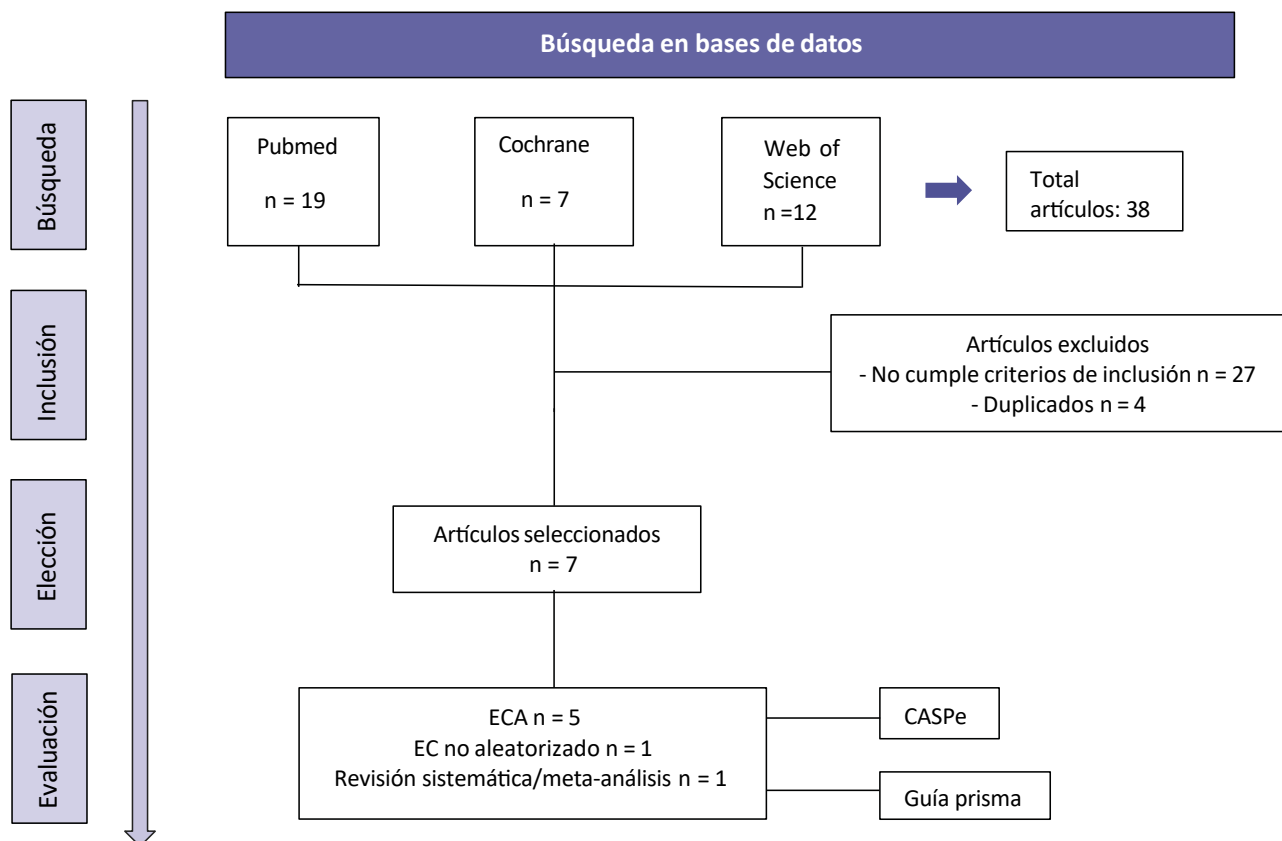 Búsqueda en bases de datos
Búsqueda
Pubmed
n = 19
Cochrane
n = 7
Web of
Science
n =12
Total
artículos: 38
Inclusión
Artículos excluidos
- No cumple criterios de inclusión n = 27
- Duplicados n = 4
Elección
Artículos seleccionados
n = 7
Evaluación
ECA n = 5
EC no aleatorizado n = 1
Revisión sistemática/meta-análisis n = 1
CASPe
Guía prisma